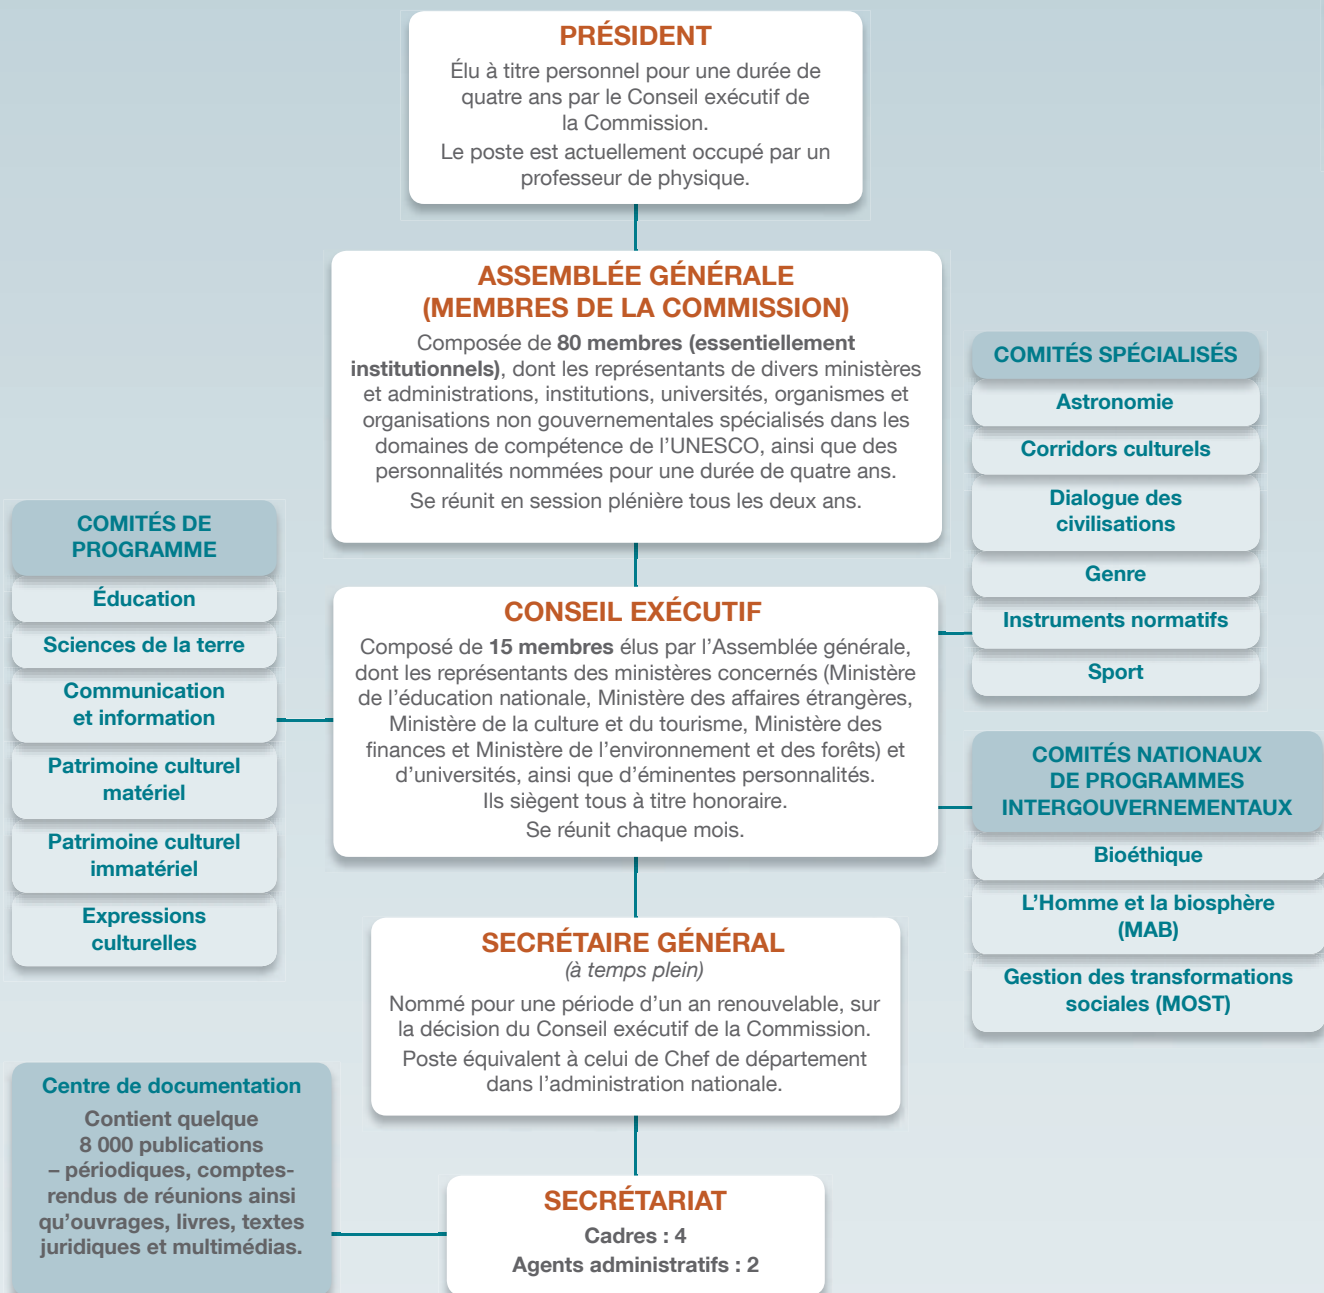 PRÉSIDENT
Élu à titre personnel pour une durée de
quatre ans par le Conseil exécutif de
la Commission.
Le poste est actuellement occupé par un
professeur de physique.
ASSEMBLÉE GÉNÉRALE
(MEMBRES DE LA COMMISSION)
Composée de 80 membres (essentiellement
institutionnels), dont les représentants de divers ministères
et administrations, institutions, universités, organismes et
organisations non gouvernementales spécialisés dans les
domaines de compétence de l’UNESCO, ainsi que des
personnalités nommées pour une durée de quatre ans.
Se réunit en session plénière tous les deux ans.
COMITÉS SPÉCIALISÉS
Astronomie
Corridors culturels
Dialogue des
civilisations
Genre
Instruments normatifs
Sport
COMITÉS DE
PROGRAMME
Éducation
Sciences de la terre
Communication
et information
Patrimoine culturel
matériel
Patrimoine culturel
immatériel
Expressions
culturelles
CONSEIL EXÉCUTIF
Composé de 15 membres élus par l’Assemblée générale,
dont les représentants des ministères concernés (Ministère
de l’éducation nationale, Ministère des affaires étrangères,
Ministère de la culture et du tourisme, Ministère des
finances et Ministère de l’environnement et des forêts) et
d’universités, ainsi que d’éminentes personnalités.
Ils siègent tous à titre honoraire.
Se réunit chaque mois.
COMITÉS NATIONAUX
DE PROGRAMMES
INTERGOUVERNEMENTAUX
Bioéthique
L’Homme et la biosphère
(MAB)
Gestion des transformations
sociales (MOST)
SECRÉTAIRE GÉNÉRAL
(à temps plein)
Nommé pour une période d’un an renouvelable, sur
la décision du Conseil exécutif de la Commission.
Poste équivalent à celui de Chef de département
dans l’administration nationale.
Centre de documentation
Contient quelque
8 000 publications
– périodiques, comptes-
rendus de réunions ainsi
qu’ouvrages, livres, textes
juridiques et multimédias.
SECRÉTARIAT
Cadres : 4
Agents administratifs : 2